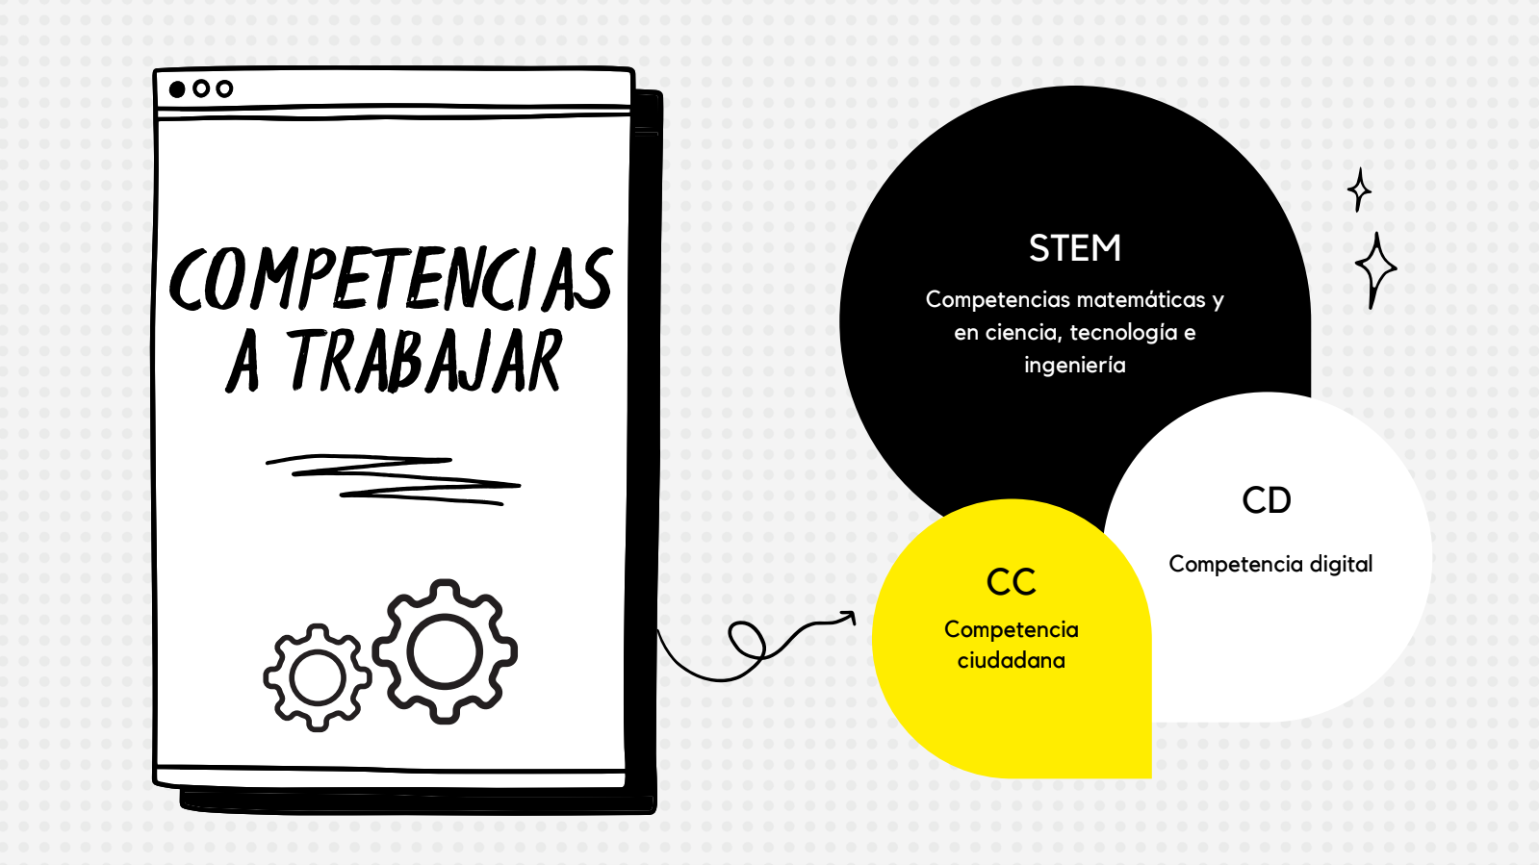 COMPETENCIAS
A TRABAJAR
STEM
Competencias matemáticas y
en ciencia, tecnología e
ingeniería
CD
Competencia digital
CC
Competencia
ciudadana